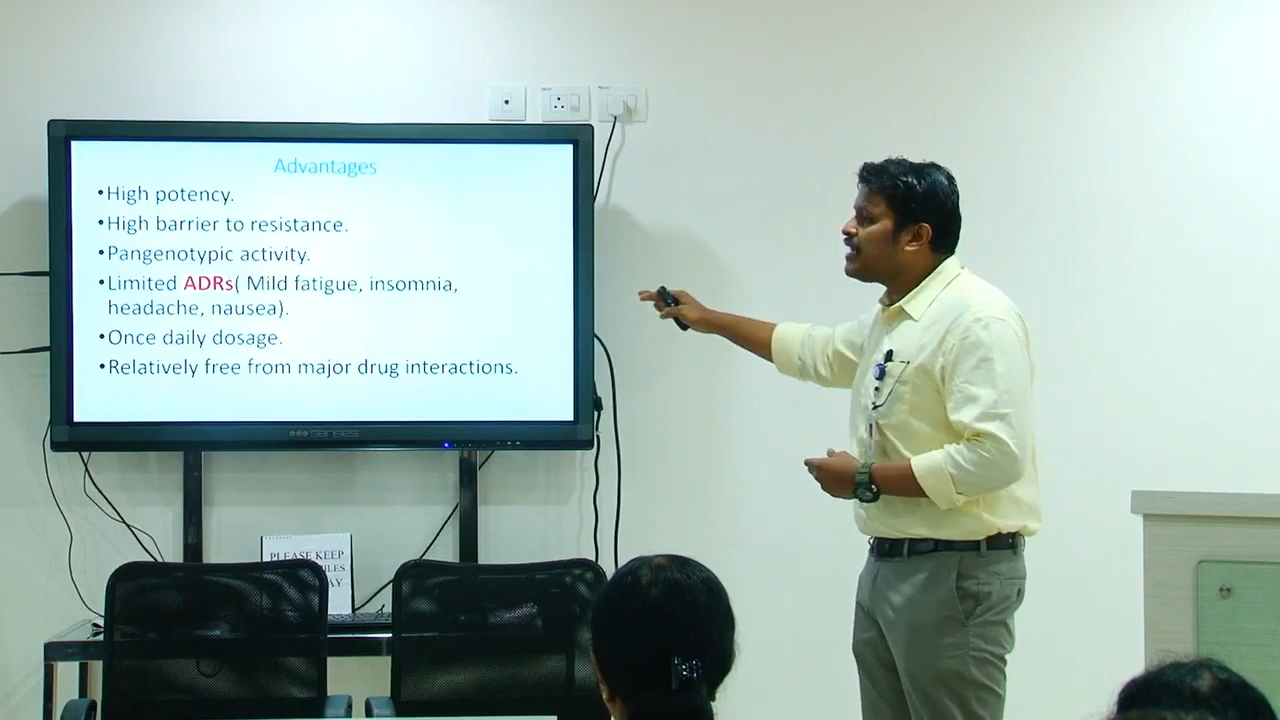 Advantages
•High potency.
•High barrier to resistance.
•Pangenotypic activity.
•Limited ADRs( Mild fatigue, insomnia,
headache, nausea).
•Once daily dosage.
•Relatively free from major drug interactions.
senses
PLEASE KEEP